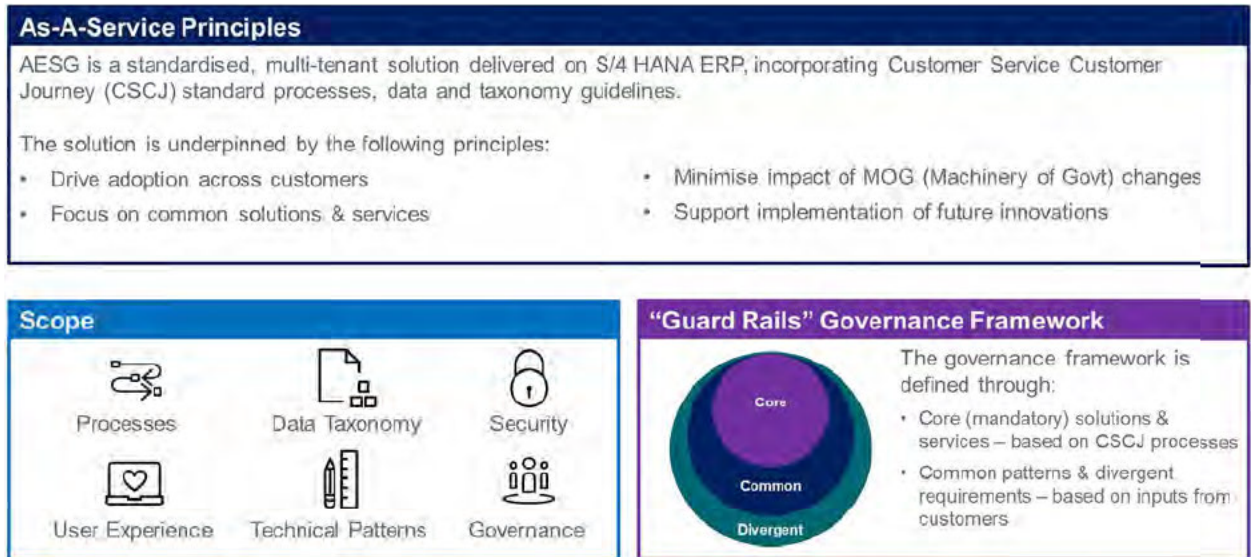 As-A-Service Principles
AESG is a standardised, multi-tenant solution delivered on S/4 HANA ERP, incorporating Customer Service Customer
Journey (CSCJ) standard processes, data and taxonomy guidelines.
The solution is underpinned by the following principles:
• Drive adoption across customers
• Focus on common solutions & services
• Minimise impact of MOG (Machinery of Govt) changes
• Support implementation of future innovations
Scope
Processes
Data Taxonomy
Security
User Experience
Technical Patterns
Governance
“Guard Rails” Governance Framework
Core
Common
Divergent
The governance framework is
defined through:
• Core (mandatory) solutions &
services – based on CSCJ processes
• Common patterns & divergent
requirements – based on inputs from
customers